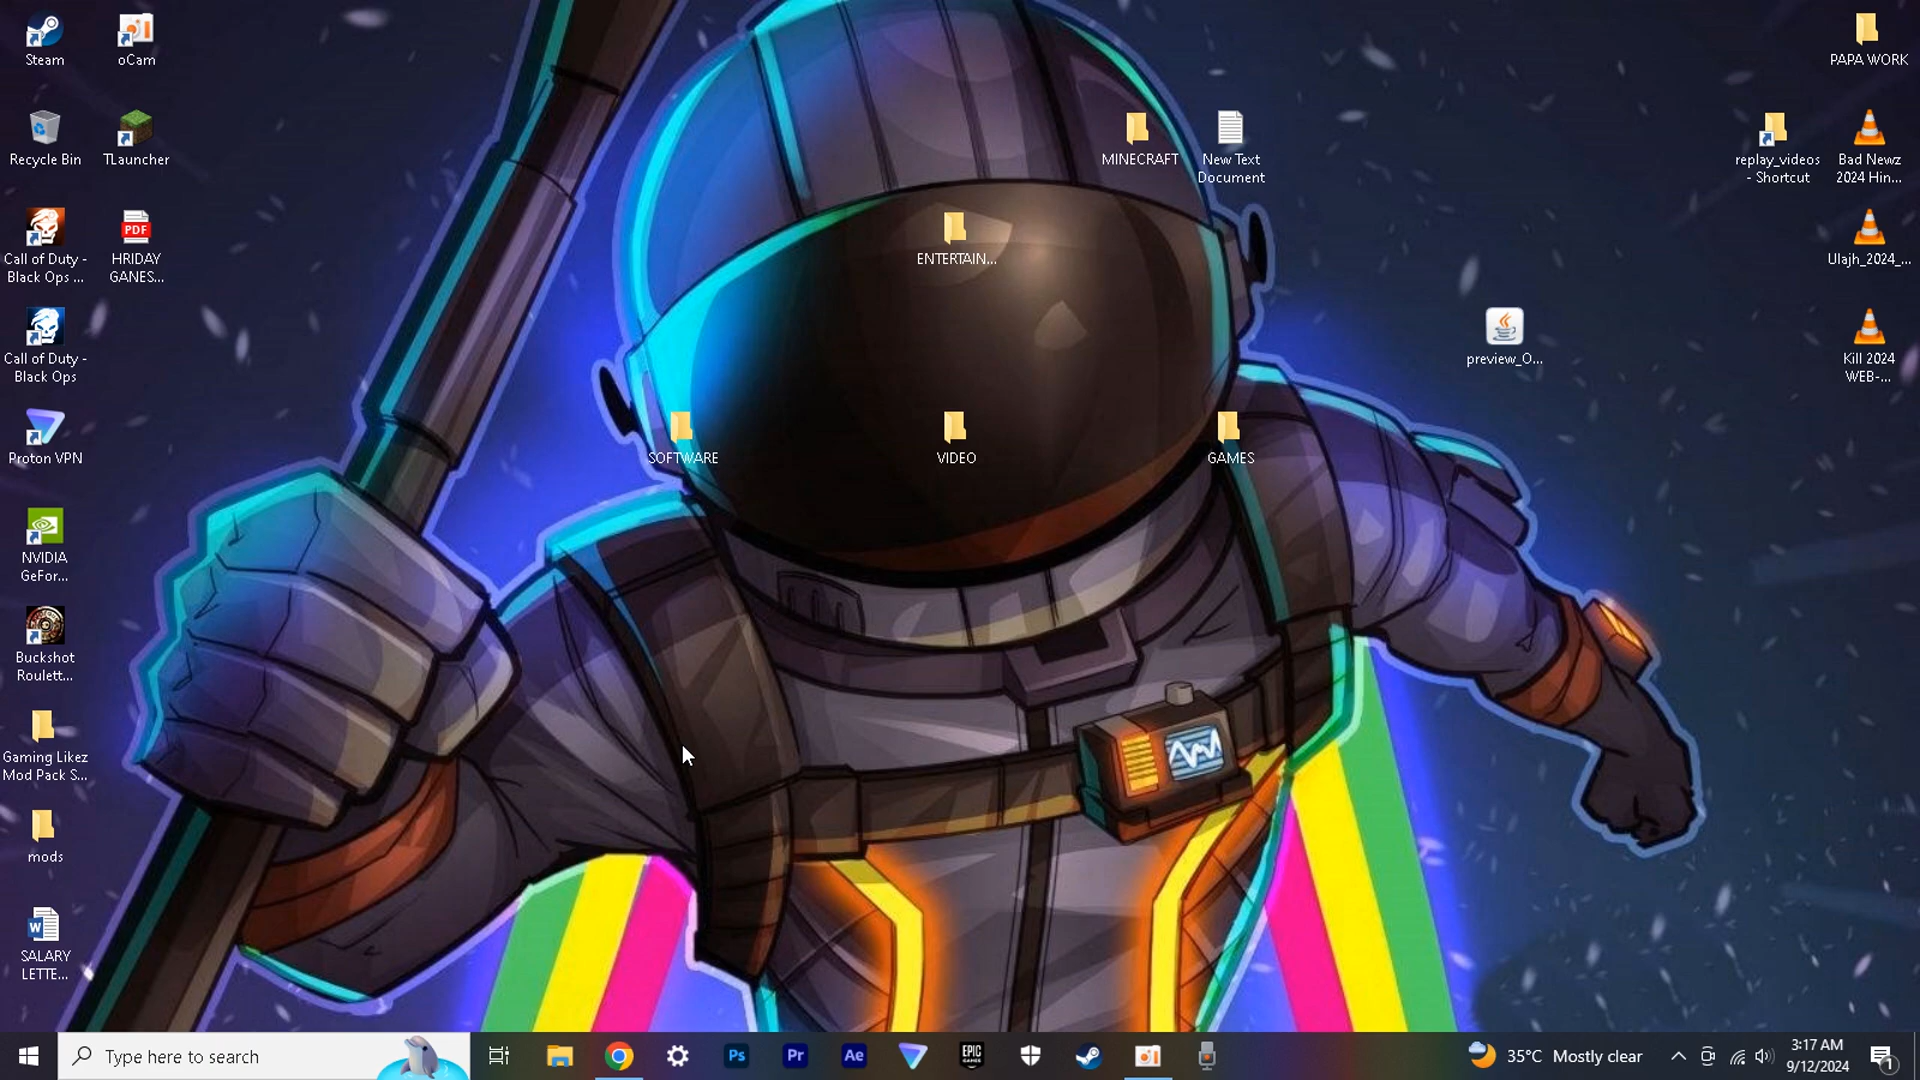 Steam
oCam
PAPA WORK
Recycle Bin
TLauncher
MINECRAFT
New Text
Document
replay_videos
- Shortcut
Bad Newz
2024 Hin...
Call of Duty -
Black Ops ...
PDF
HRIDAY
GANES...
ENTERTAIN...
Ulajh_2024_...
Call of Duty -
Black Ops
preview_O...
Kill 2024
WEB-...
Proton VPN
SOFTWARE
VIDEO
GAMES
NVIDIA
GeFor...
Buckshot
Roulett...
Gaming Likez
Mod Pack S...
mods
W
SALARY
LETTE...
Type here to search
Ps
Pr
Ae
EPIC
GAMES
35°C Mostly clear
3:17 AM
9/12/2024
1